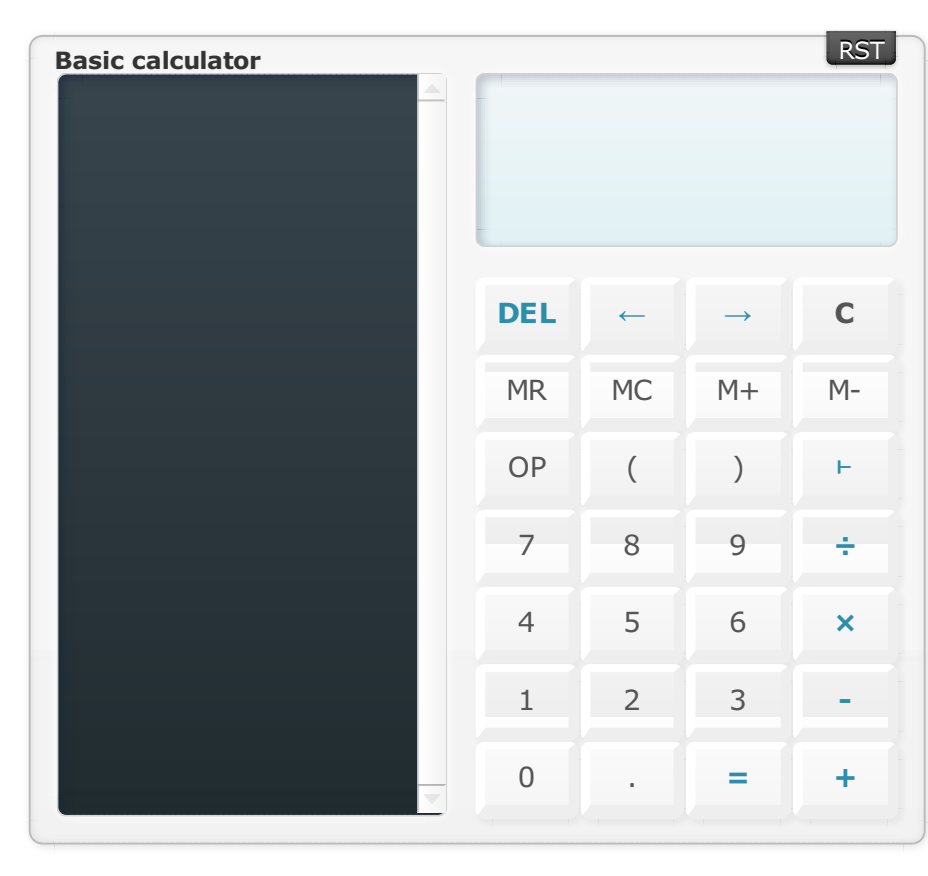 Basic calculator
RST
DEL ← → C
MR MC M+ M-
OP ( ) ⊢
7 8 9 ÷
4 5 6 ×
1 2 3 -
0 . = +